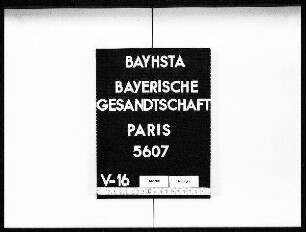 BAYHSTA
BAYERISCHE
GESANDTSCHAFT
PARIS
5607
V-16